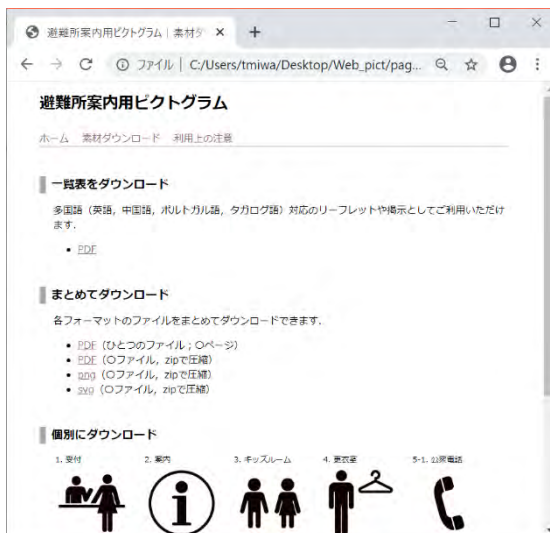 避難所案内用ピクトグラム | 素材ダ
ファイル | C:/Users/tmiwa/Desktop/Web_pict/pag...
避難所案内用ピクトグラム
ホーム 素材ダウンロード 利用上の注意
一覧表をダウンロード
多国語（英語，中国語，ポルトガル語，タガログ語）対応のリーフレットや掲示としてご利用いただけ
ます．
• PDF
まとめてダウンロード
各フォーマットのファイルをまとめてダウンロードできます．
• PDF（ひとつのファイル；〇ページ）
• PDF（〇ファイル，zipで圧縮）
• png（〇ファイル，zipで圧縮）
• svg（〇ファイル，zipで圧縮）
個別にダウンロード
1. 受付 2. 案内 3. キッズルーム 4. 更衣室 5-1. 公衆電話